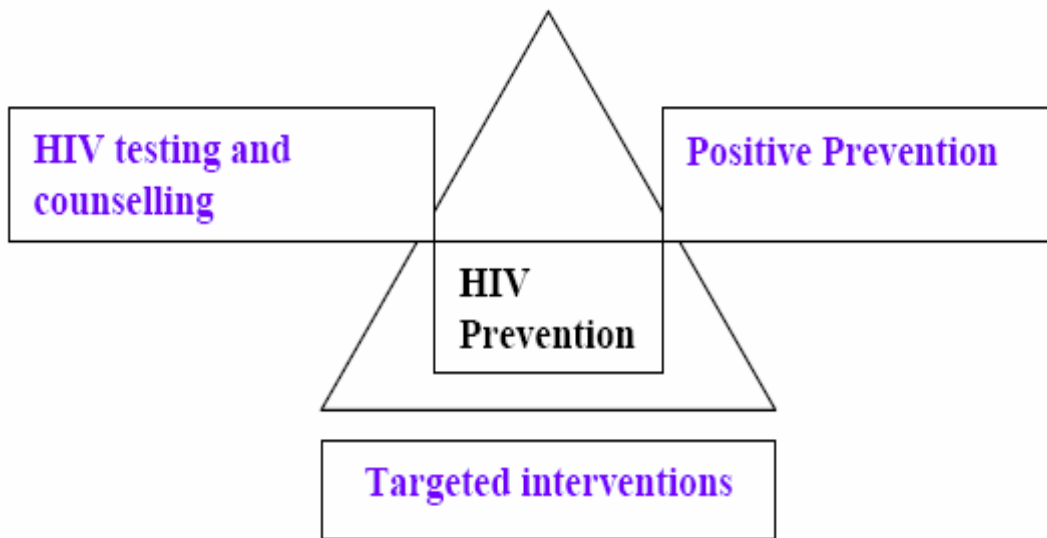 HIV testing and
counselling
Positive Prevention
HIV
Prevention
Targeted interventions